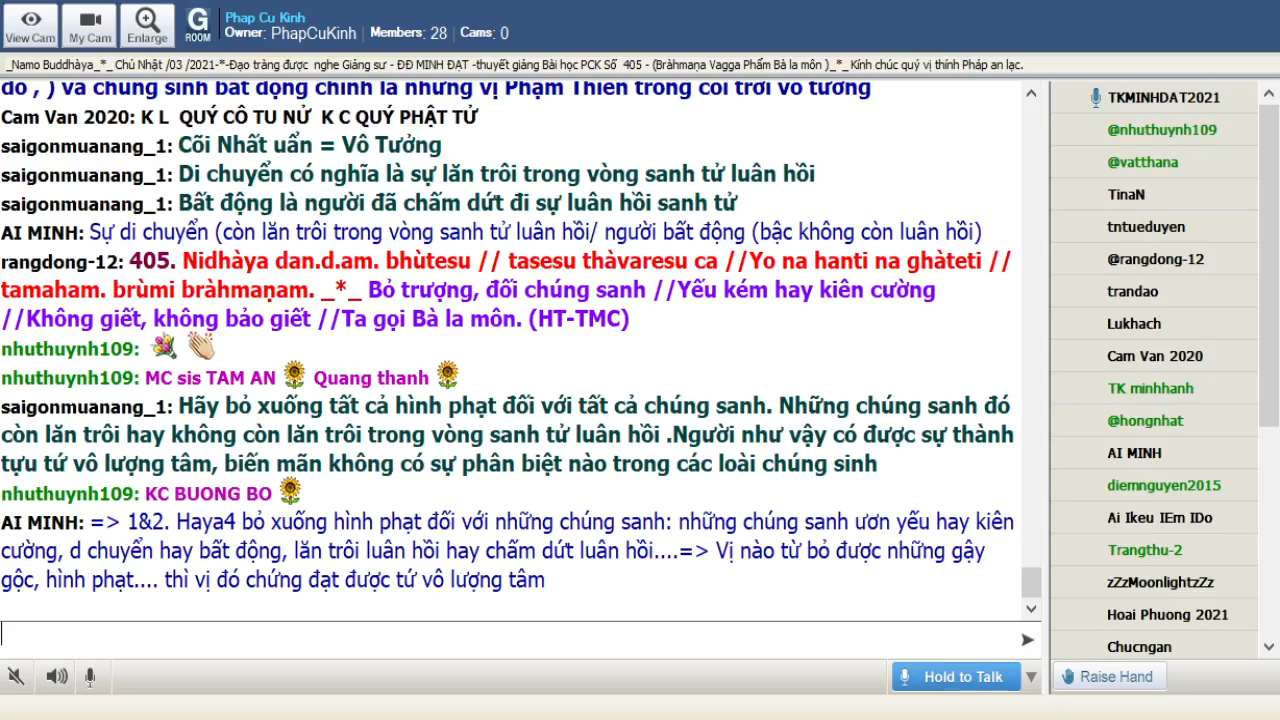 View Cam
My Cam
Enlarge
G
ROOM
Phap Cu Kinh
Owner: PhapCuKinh | Members: 28 | Cams: 0
_Namo Buddhàya_*_ Chủ Nhật /03 /2021-*-Đạo tràng được nghe Giảng sư - ĐĐ MINH ĐẠT -thuyết giảng Bài học PCK Số 405 - (Bràhmaṇa Vagga Phẩm Bà la môn )_*_ Kính chúc quý vị thính Pháp an lạc.
đó , ) và chúng sinh bất động chính là những vị Phạm Thiên trong cõi trời vô tưởng
Cam Van 2020: K L QUÝ CÔ TU NỬ K C QUÝ PHẬT TỬ
saigonmuanang_1: Cõi Nhất uẩn = Vô Tưởng
saigonmuanang_1: Di chuyển có nghĩa là sự lăn trôi trong vòng sanh tử luân hồi
saigonmuanang_1: Bất động là người đã chấm dứt đi sự luân hồi sanh tử
AI MINH: Sự di chuyển (còn lăn trôi trong vòng sanh tử luân hồi/ người bất động (bậc không còn luân hồi)
rangdong-12: 405. Nidhàya dan.d.am. bhùtesu // tasesu thàvaresu ca //Yo na hanti na ghàteti //
tamaham. brùmi bràhmaṇam. _*_ Bỏ trượng, đối chúng sanh //Yếu kém hay kiên cường
//Không giết, không bảo giết //Ta gọi Bà la môn. (HT-TMC)
nhuthuynh109:
nhuthuynh109: MC sis TAM AN Quang thanh
saigonmuanang_1: Hãy bỏ xuống tất cả hình phạt đối với tất cả chúng sanh. Những chúng sanh đó
còn lăn trôi hay không còn lăn trôi trong vòng sanh tử luân hồi .Người như vậy có được sự thành
tựu tứ vô lượng tâm, biến mãn không có sự phân biệt nào trong các loài chúng sinh
nhuthuynh109: KC BUONG BO
AI MINH: => 1&2. Haya4 bỏ xuống hình phạt đối với những chúng sanh: những chúng sanh ươn yếu hay kiên
cường, d chuyển hay bất động, lăn trôi luân hồi hay chấm dứt luân hồi....=> Vị nào từ bỏ được những gậy
gộc, hình phạt.... thì vị đó chứng đạt được tứ vô lượng tâm
Hold to Talk
TKMINHDAT2021
@nhuthuynh109
@vatthana
TinaN
tntueduyen
@rangdong-12
trandao
Lukhach
Cam Van 2020
TK minhhanh
@hongnhat
AI MINH
diemnguyen2015
Ai Ikeu IEm IDo
Trangthu-2
zZzMoonlightzZz
Hoai Phuong 2021
Chucngan
Raise Hand